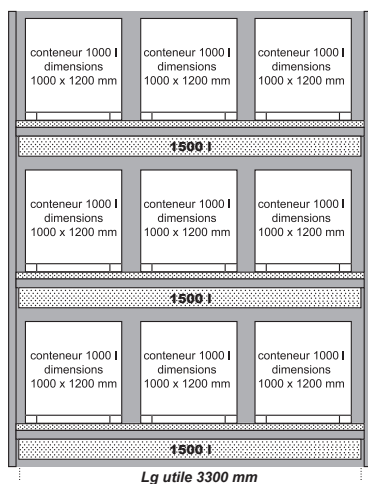 conteneur 1000 l
dimensions
1000 x 1200 mm
conteneur 1000 l
dimensions
1000 x 1200 mm
conteneur 1000 l
dimensions
1000 x 1200 mm
1500 l
conteneur 1000 l
dimensions
1000 x 1200 mm
conteneur 1000 l
dimensions
1000 x 1200 mm
conteneur 1000 l
dimensions
1000 x 1200 mm
1500 l
conteneur 1000 l
dimensions
1000 x 1200 mm
conteneur 1000 l
dimensions
1000 x 1200 mm
conteneur 1000 l
dimensions
1000 x 1200 mm
1500 l
Lg utile 3300 mm